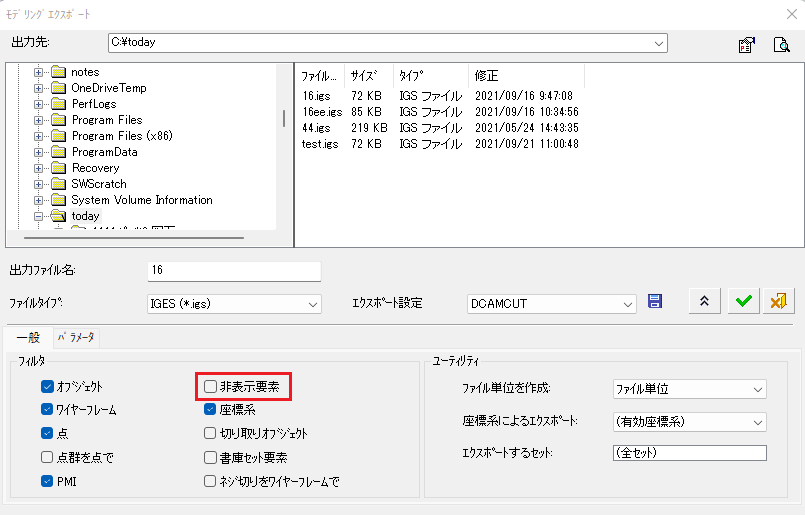 モデリングエクスポート
出力先:
C:¥today
notes
OneDriveTemp
PerfLogs
Program Files
Program Files (x86)
ProgramData
Recovery
SWScratch
System Volume Information
today
ファイル... サイズ タイプ 修正
16.igs 72 KB IGS ファイル 2021/09/16 9:47:08
16ee.igs 85 KB IGS ファイル 2021/09/16 10:34:56
44.igs 219 KB IGS ファイル 2021/05/24 14:43:35
test.igs 72 KB IGS ファイル 2021/09/21 11:00:48
出力ファイル名: 16
ファイルタイプ: IGES (*.igs) エクスポート設定 DCAMCUT
一般 パラメータ
フィルタ
オブジェクト 非表示要素
ワイヤーフレーム 座標系
点 切り取りオブジェクト
点群を点で 書庫セット要素
PMI ネジ切りをワイヤーフレームで
ユーティリティ
ファイル単位を作成: ファイル単位
座標系によるエクスポート: (有効座標系)
エクスポートするセット: (全セット)